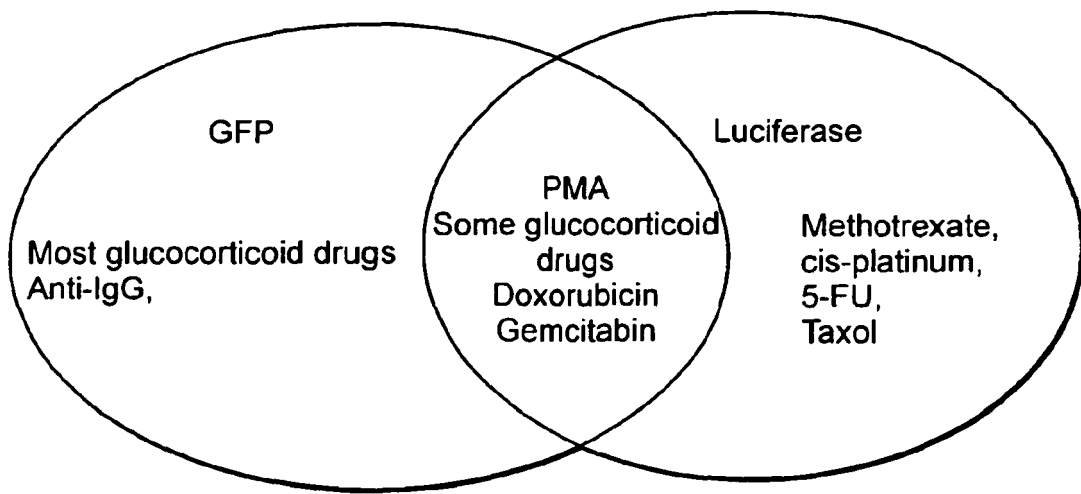 GFP
Most glucocorticoid drugs
Anti-IgG,
PMA
Some glucocorticoid
drugs
Doxorubicin
Gemcitabin
Luciferase
Methotrexate,
cis-platinum,
5-FU,
Taxol